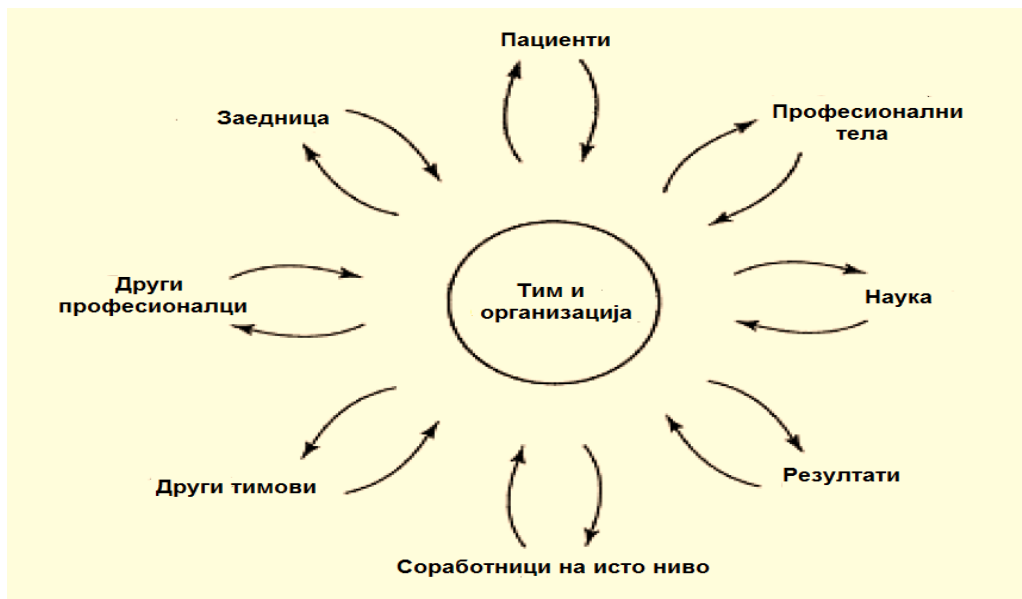 Пациенти
Заедница
Професионални
тела
Други
професионалци
Тим и
организација
Наука
Други тимови
Резултати
Соработници на исто ниво